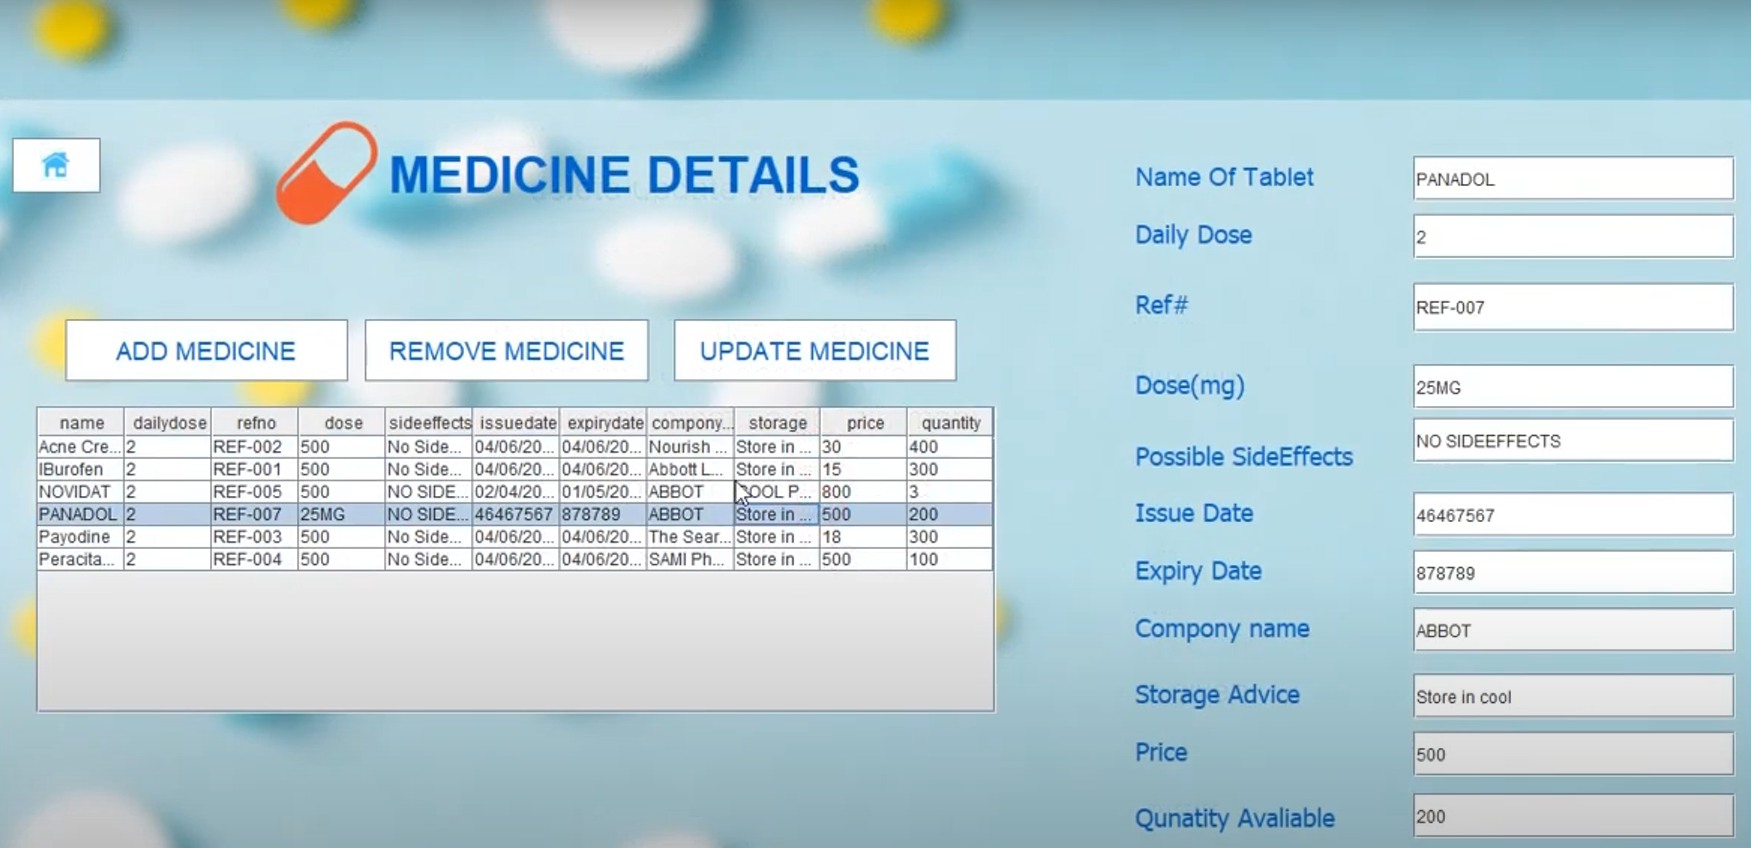 MEDICINE DETAILS
ADD MEDICINE REMOVE MEDICINE UPDATE MEDICINE
name dailydose refno dose sideeffects issuedate expirydate company... storage price quantity
Acne Cre... 2 REF-002 500 No Side... 04/06/20... 04/06/20... Nourish ... Store in ... 30 400
IBurofen 2 REF-001 500 No Side... 04/06/20... 04/06/20... Abbott L... Store in ... 15 300
NOVIDAT 2 REF-005 500 NO SIDE... 02/04/20... 01/05/20... ABBOT COOL P... 800 3
PANADOL 2 REF-007 25MG NO SIDE... 46467567 878789 ABBOT Store in ... 500 200
Payodine 2 REF-003 500 No Side... 04/06/20... 04/06/20... The Sear... Store in ... 18 300
Peracita... 2 REF-004 500 No Side... 04/06/20... 04/06/20... SAMI Ph... Store in ... 500 100
Name Of Tablet PANADOL
Daily Dose 2
Ref# REF-007
Dose(mg) 25MG
Possible SideEffects NO SIDEEFFECTS
Issue Date 46467567
Expiry Date 878789
Compony name ABBOT
Storage Advice Store in cool
Price 500
Qunatity Avaliable 200